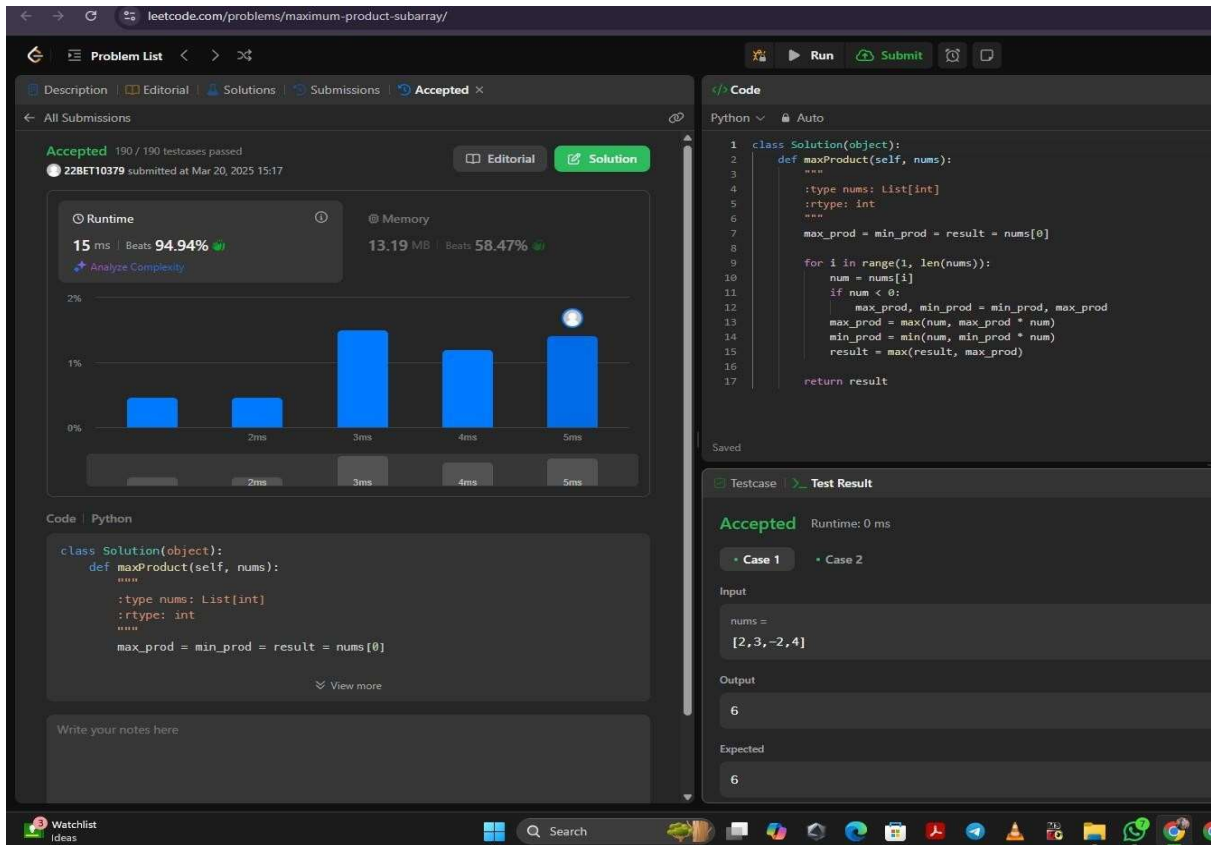 leetcode.com/problems/maximum-product-subarray/
Problem List
Run
Submit
Description
Editorial
Solutions
Submissions
Accepted
All Submissions
Accepted 190 / 190 testcases passed
22BET10379 submitted at Mar 20, 2025 15:17
Editorial
Solution
Runtime
15 ms | Beats 94.94%
Analyze Complexity
Memory
13.19 MB | Beats 58.47%
2%
1%
0%
2ms 3ms 4ms 5ms
2ms 3ms 4ms 5ms
Code | Python
class Solution(object):
    def maxProduct(self, nums):
        """
        :type nums: List[int]
        :rtype: int
        """
        max_prod = min_prod = result = nums[0]
View more
Write your notes here
</> Code
Python Auto
1 class Solution(object):
2     def maxProduct(self, nums):
3         """
4         :type nums: List[int]
5         :rtype: int
6         """
7         max_prod = min_prod = result = nums[0]
8
9         for i in range(1, len(nums)):
10             num = nums[i]
11             if num < 0:
12                 max_prod, min_prod = min_prod, max_prod
13             max_prod = max(num, max_prod * num)
14             min_prod = min(num, min_prod * num)
15             result = max(result, max_prod)
16
17         return result
Saved
Testcase
>_ Test Result
Accepted Runtime: 0 ms
• Case 1
• Case 2
Input
nums =
[2,3,-2,4]
Output
6
Expected
6
3
Watchlist
Ideas
Search
7